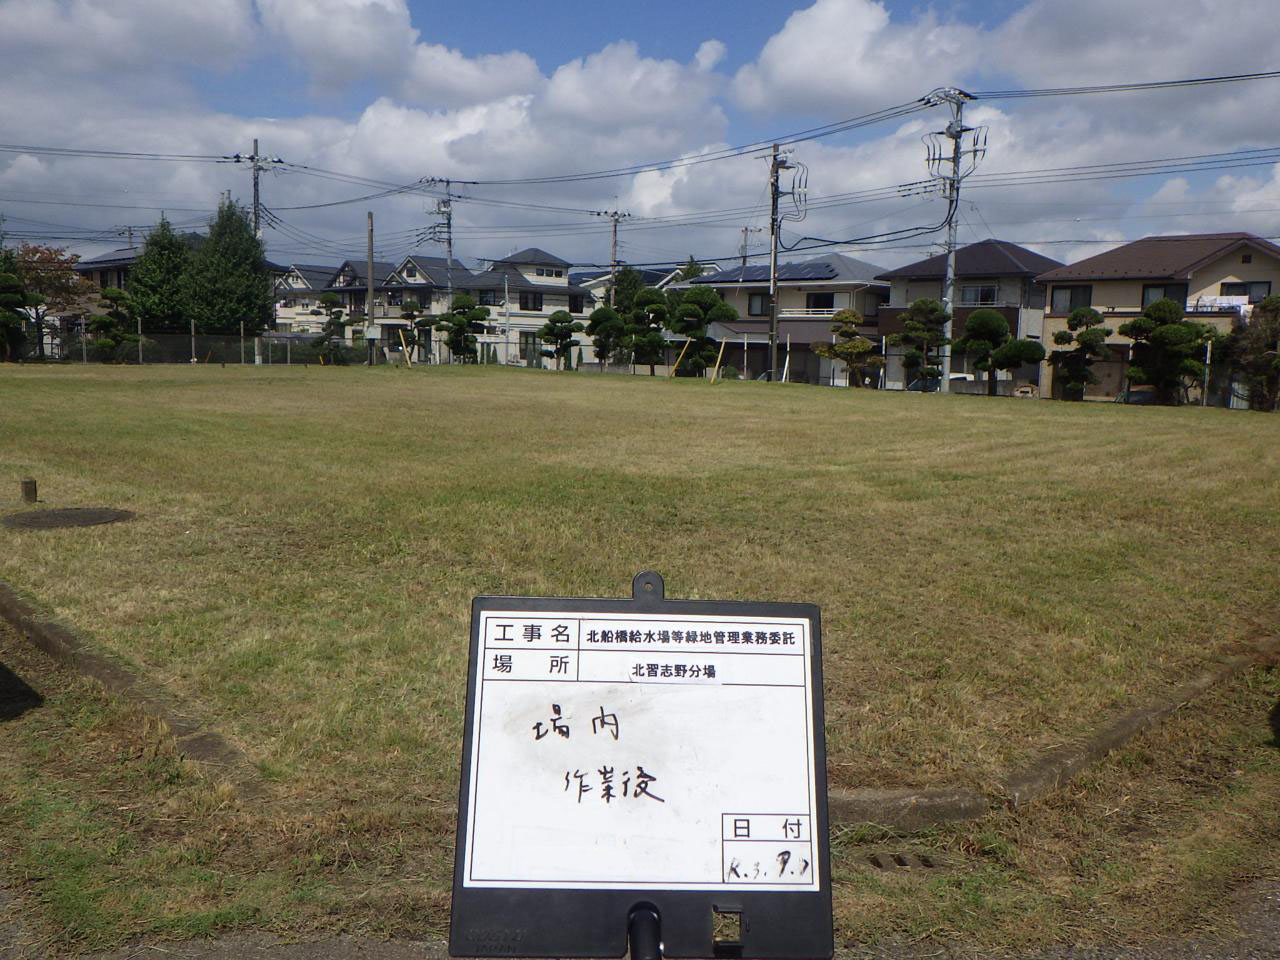 工事名 北船橋給水場等緑地管理業務委託
場所 北習志野分場
場内
作業後
日付
R.3.9.7
JAPAN